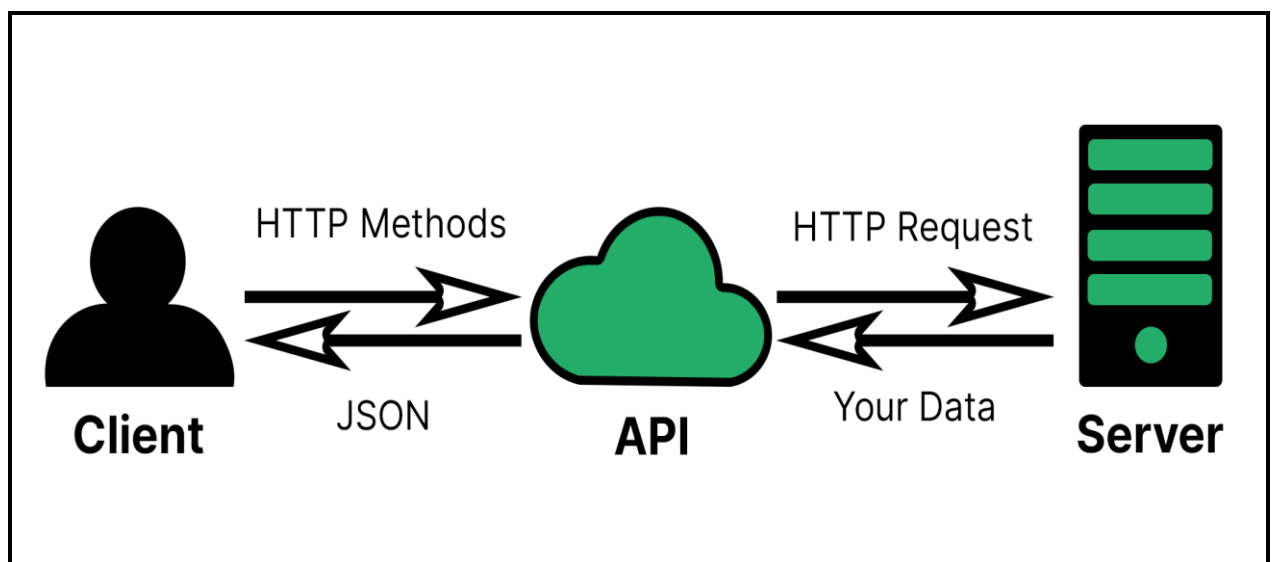 HTTP Methods
HTTP Request
JSON
Your Data
Client
API
Server